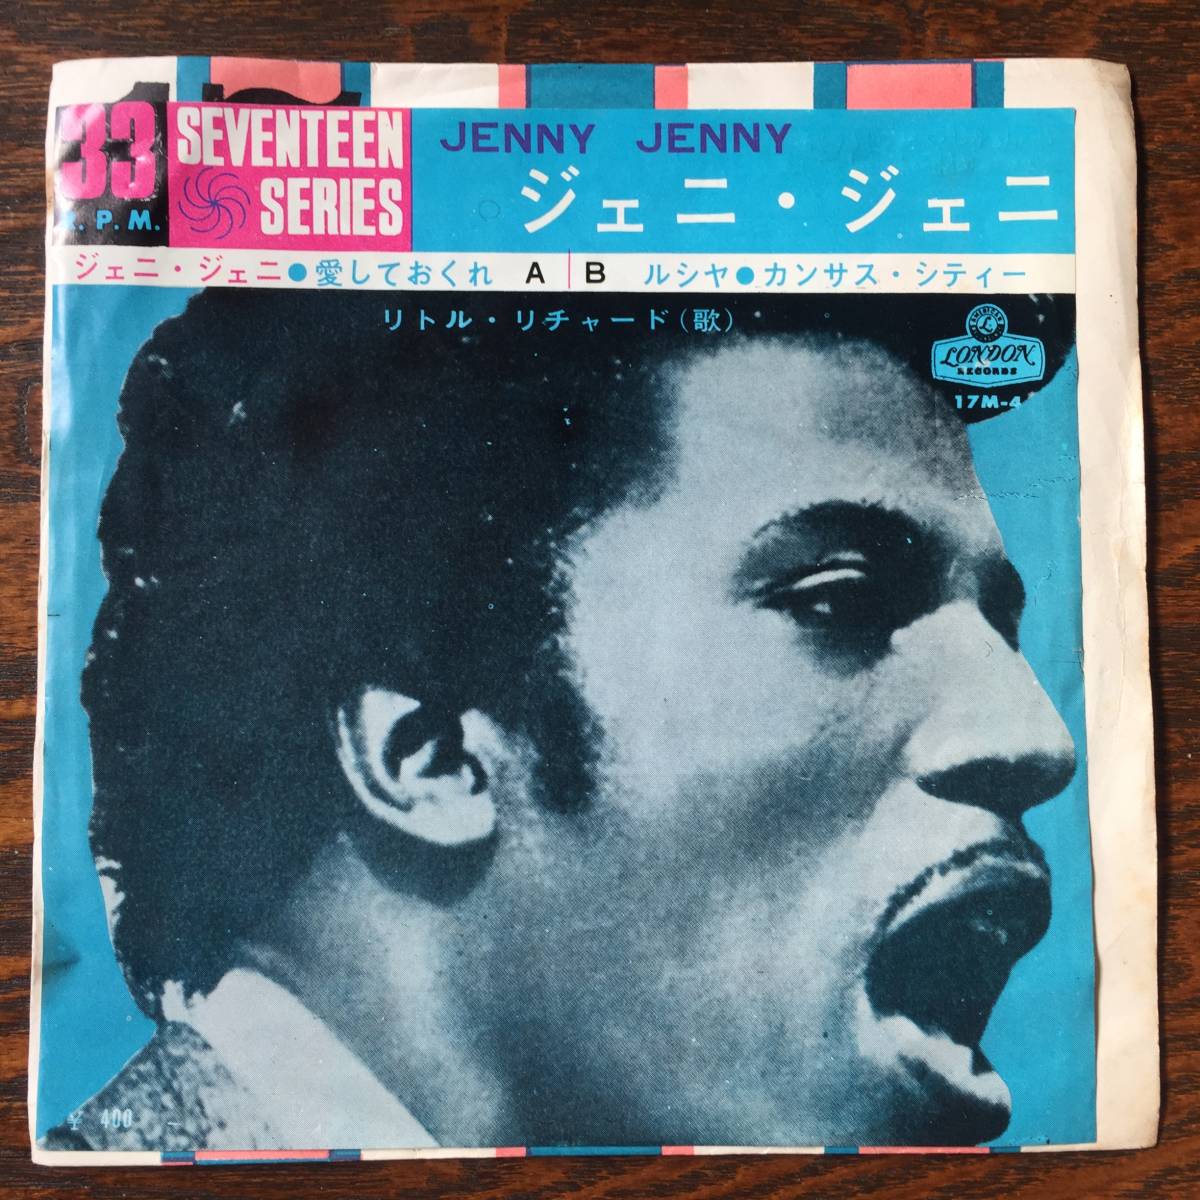 33
R.P.M.
SEVENTEEN
SERIES
JENNY JENNY
ジェニ・ジェニ
ジェニ・ジェニ●愛しておくれ A | B ルシヤ●カンサス・シティー
リトル・リチャード(歌)
LONDON
RECORDS
17M-4
¥ 400